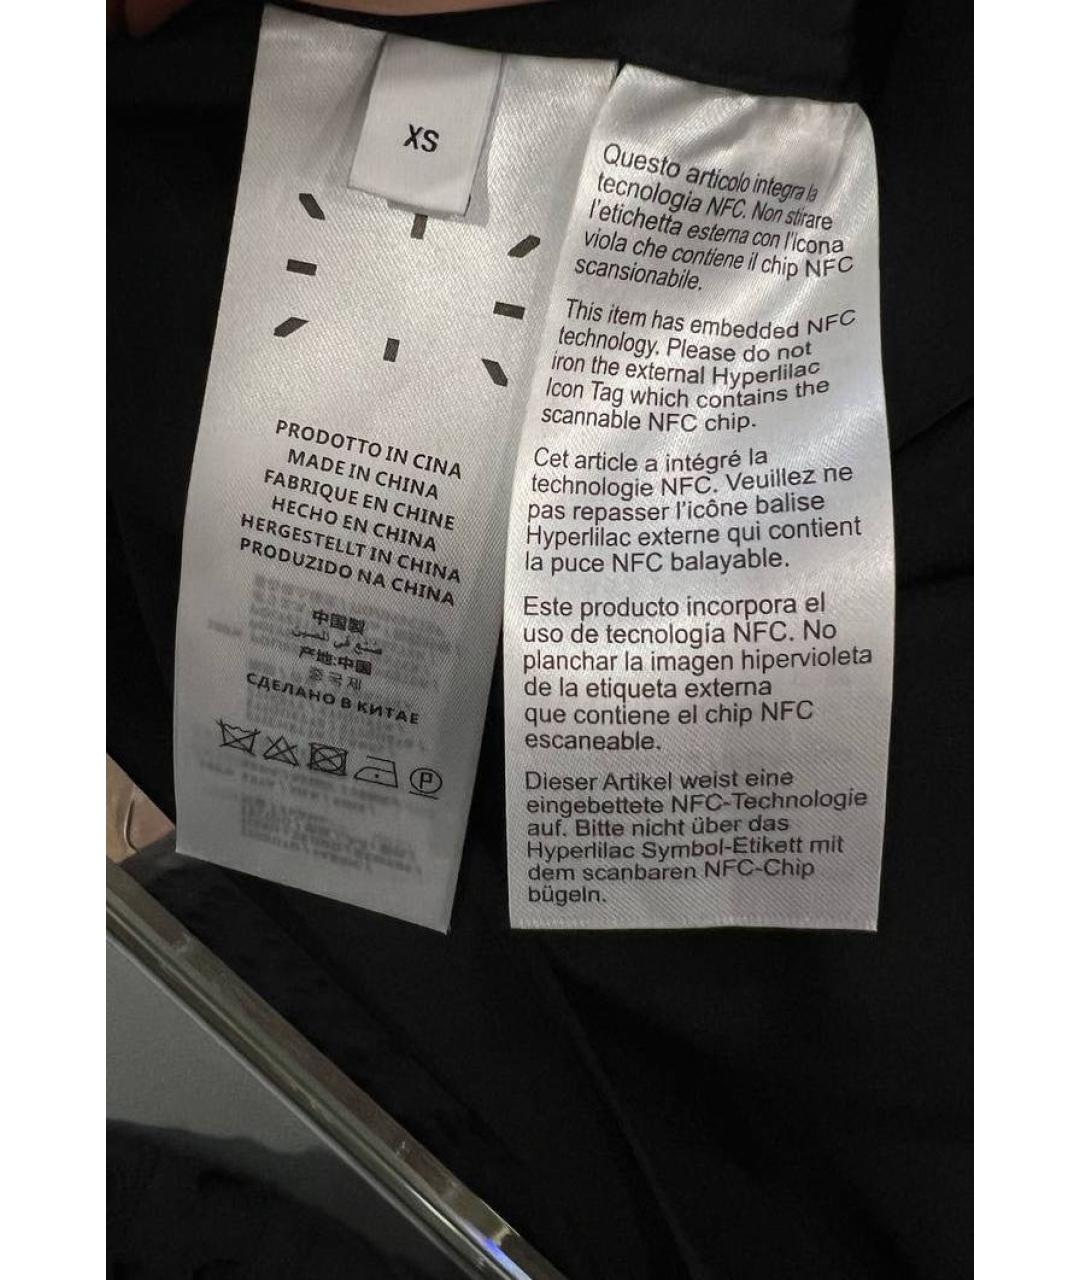 XS
PRODOTTO IN CINA
MADE IN CHINA
FABRIQUE EN CHINE
HECHO EN CHINA
HERGESTELLT IN CHINA
PRODUZIDO NA CHINA
中国製
صنع في الصين
产地:中国
중국제
СДЕЛАНО В КИТАЕ
P
Questo articolo integra la
tecnologia NFC. Non stirare
l'etichetta esterna con l'icona
viola che contiene il chip NFC
scansionabile.
This item has embedded NFC
technology. Please do not
iron the external Hyperlilac
Icon Tag which contains the
scannable NFC chip.
Cet article a intégré la
technologie NFC. Veuillez ne
pas repasser l'icône balise
Hyperlilac externe qui contient
la puce NFC balayable.
Este producto incorpora el
uso de tecnología NFC. No
planchar la imagen hipervioleta
de la etiqueta externa
que contiene el chip NFC
escaneable.
Dieser Artikel weist eine
eingebettete NFC-Technologie
auf. Bitte nicht über das
Hyperlilac Symbol-Etikett mit
dem scanbaren NFC-Chip
bügeln.